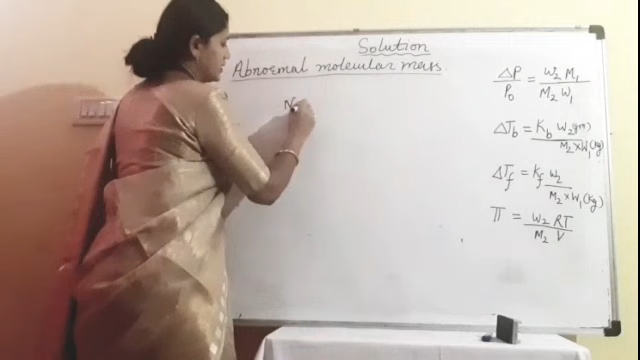 Solution
Abnormal molecular mass
N
ΔP/P₀ = W₂ M₁ / M₂ W₁
ΔT_b = K_b W₂(gm) / M₂ × W₁(kg)
ΔT_f = K_f W₂ / M₂ × W₁(kg)
π = W₂ RT / M₂ V